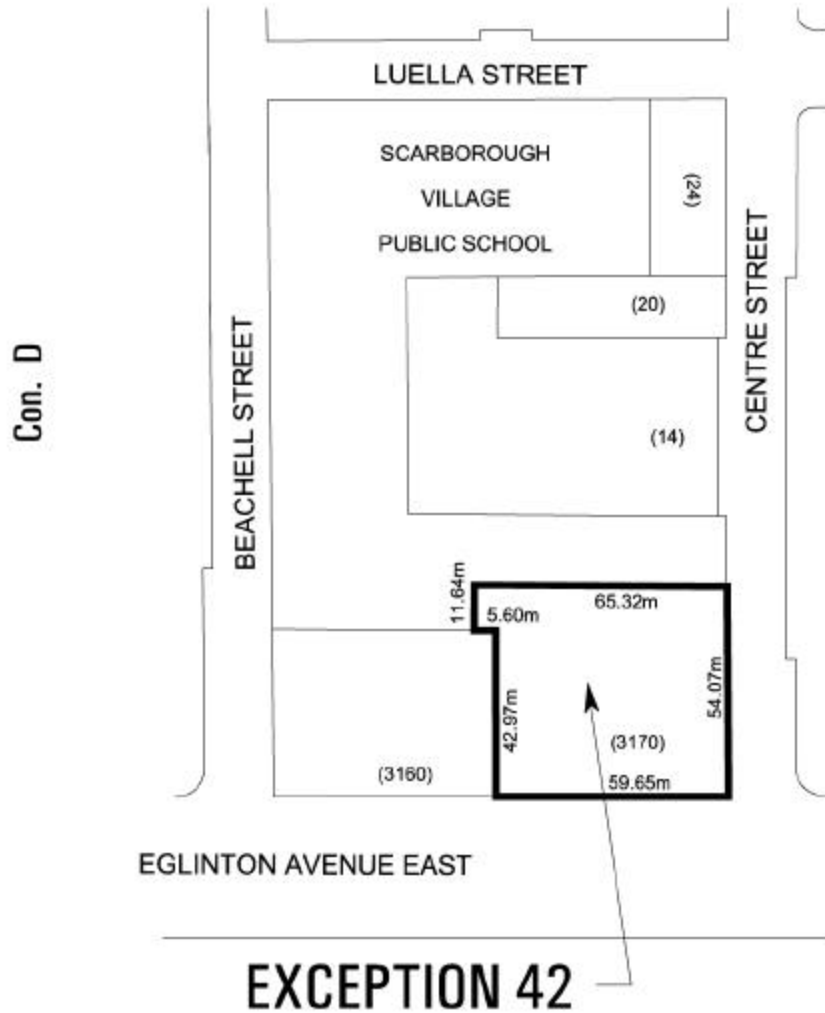 LUELLA STREET
SCARBOROUGH
VILLAGE
PUBLIC SCHOOL
(24)
(20)
CENTRE STREET
Con. D
BEACHELL STREET
(14)
11.64m
5.60m
65.32m
42.97m
54.07m
(3170)
(3160)
59.65m
EGLINTON AVENUE EAST
EXCEPTION 42